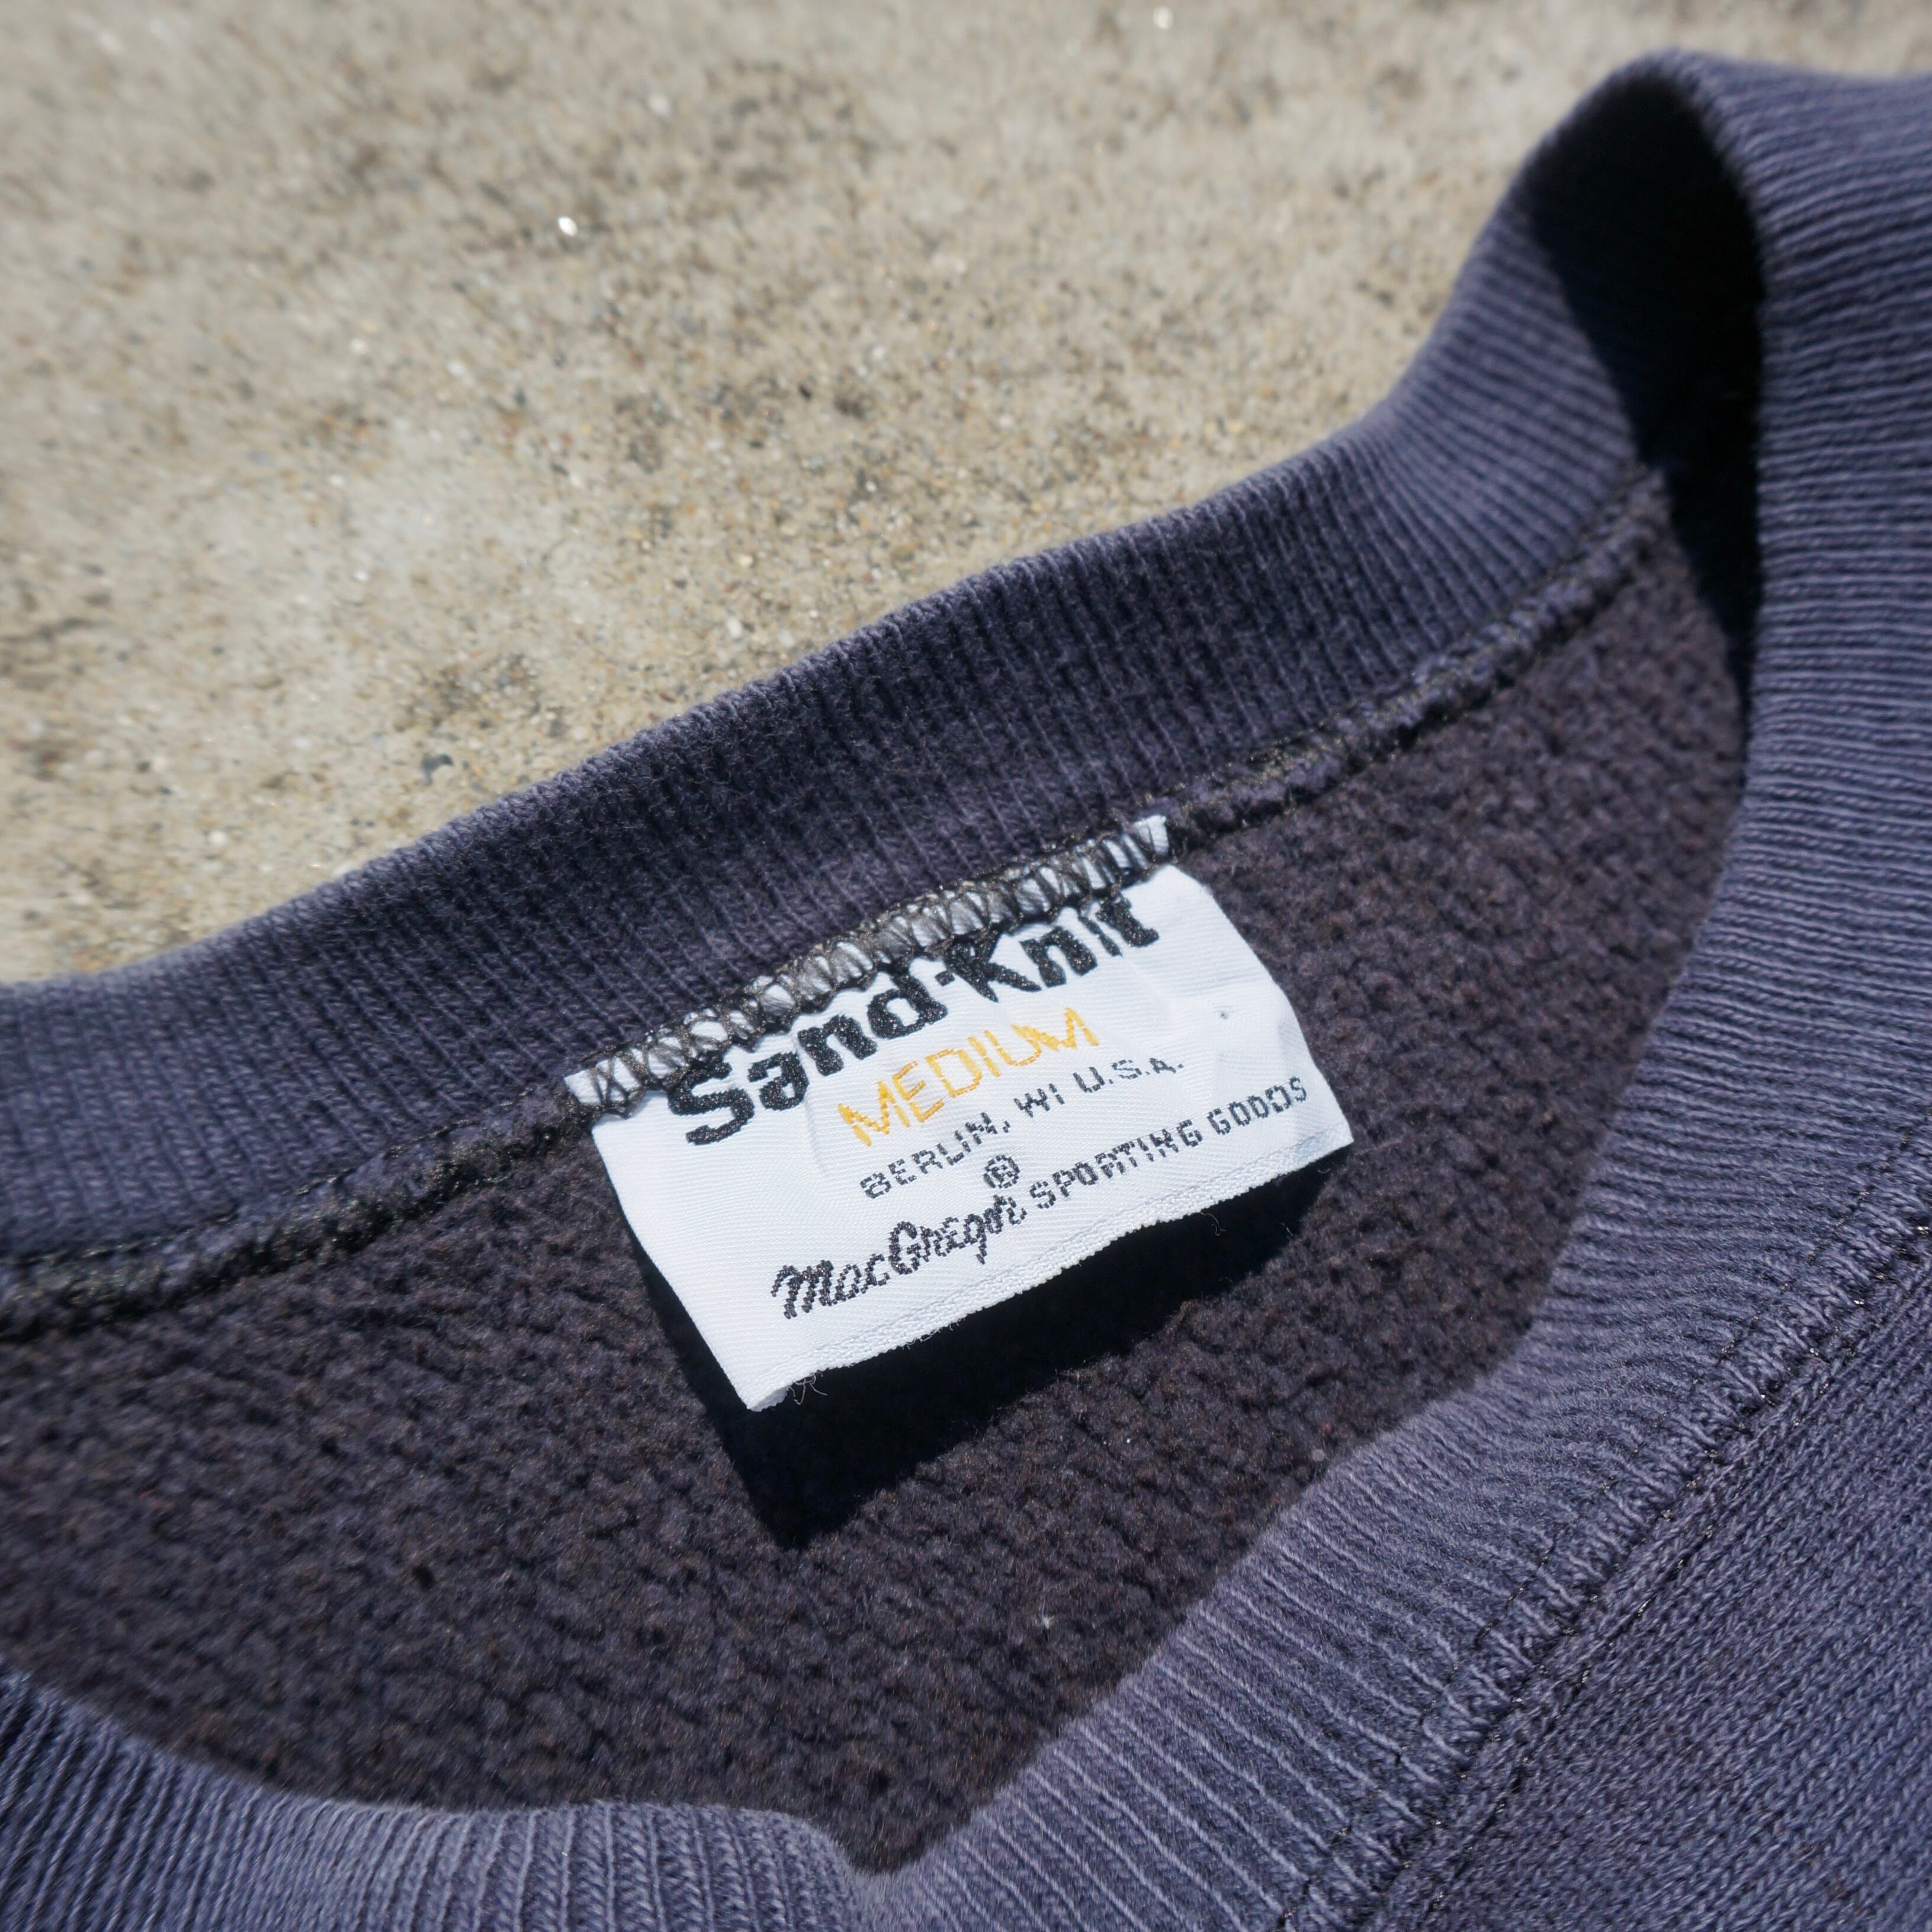 Sand-Knit
MEDIUM
BERLIN, WI U.S.A.
®
MacGregor SPORTING GOODS